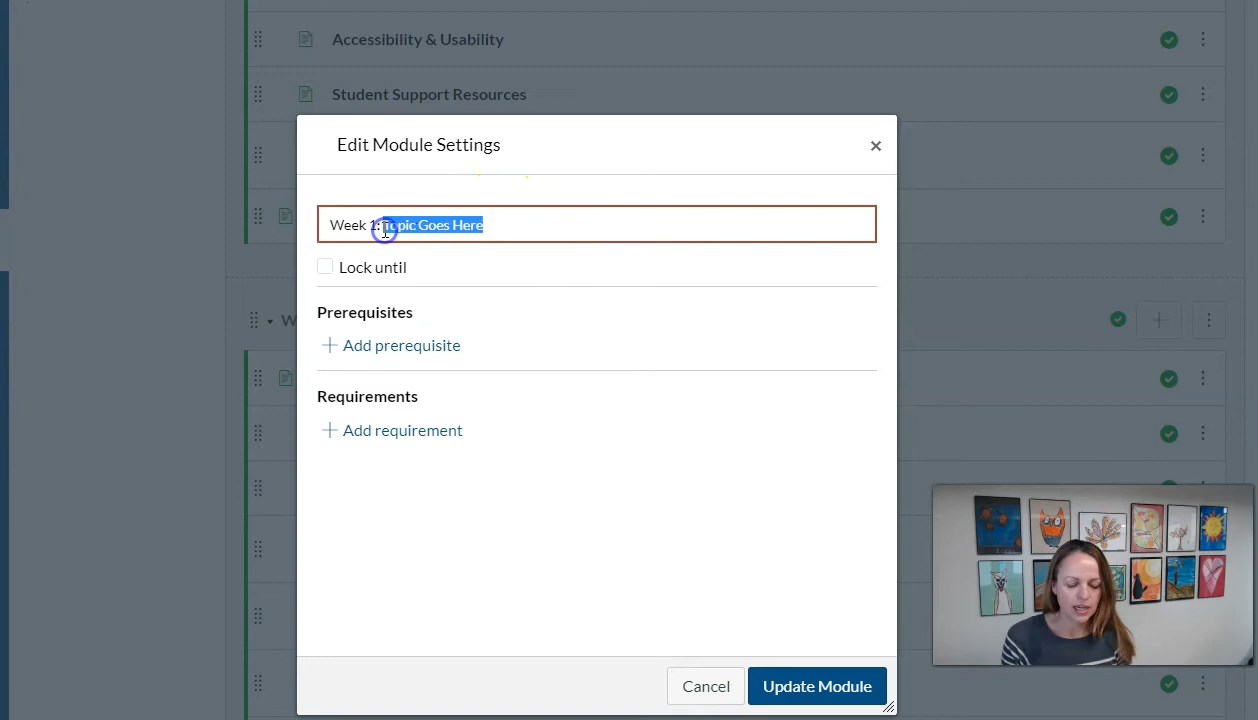 Accessibility & Usability
Student Support Resources
Edit Module Settings
Week 1: Topic Goes Here
Lock until
Prerequisites
Add prerequisite
Requirements
Add requirement
Cancel
Update Module